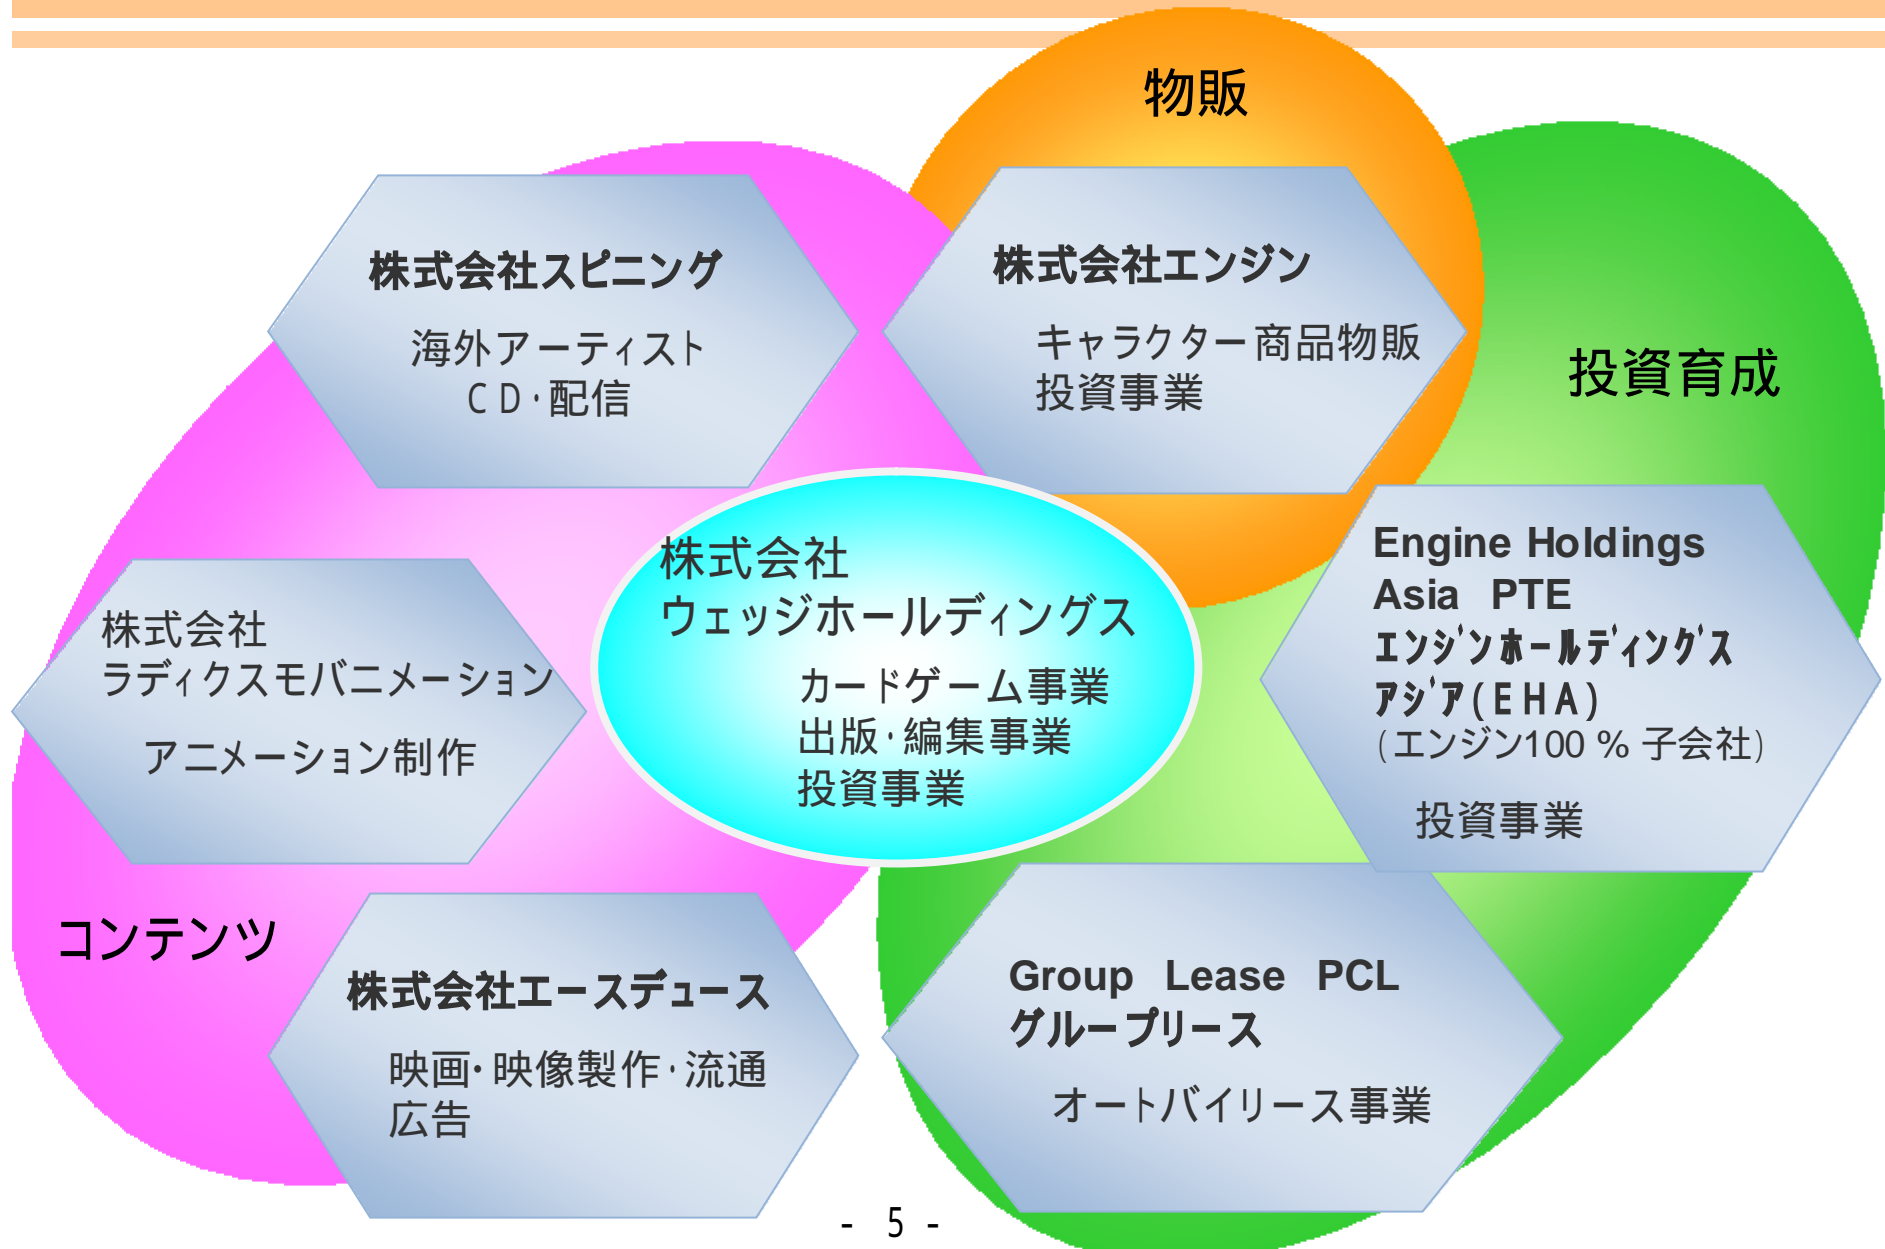 物販
株式会社スピニング
海外アーティスト
CD・配信
株式会社エンジン
キャラクター商品物販
投資事業
投資育成
株式会社
ウェッジホールディングス
カードゲーム事業
出版・編集事業
投資事業
Engine Holdings
Asia PTE
エンジンホールディングス
アジア(EHA)
(エンジン100%子会社)
投資事業
株式会社
ラディクスモバニメーション
アニメーション制作
コンテンツ
株式会社エースデュース
映画・映像製作・流通
広告
Group Lease PCL
グループリース
オートバイリース事業
- 5 -